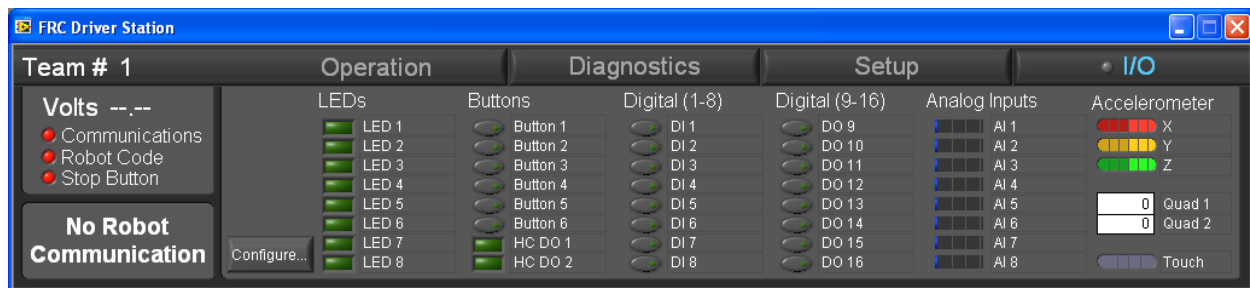 FRC Driver Station
Team # 1 Operation Diagnostics Setup I/O
Volts --.-- LEDs Buttons Digital (1-8) Digital (9-16) Analog Inputs Accelerometer
Communications LED 1 Button 1 DI 1 DO 9 AI 1 X
Robot Code LED 2 Button 2 DI 2 DO 10 AI 2 Y
Stop Button LED 3 Button 3 DI 3 DO 11 AI 3 Z
LED 4 Button 4 DI 4 DO 12 AI 4
LED 5 Button 5 DI 5 DO 13 AI 5 0 Quad 1
No Robot LED 6 Button 6 DI 6 DO 14 AI 6 0 Quad 2
Communication Configure... LED 7 HC DO 1 DI 7 DO 15 AI 7
LED 8 HC DO 2 DI 8 DO 16 AI 8 Touch